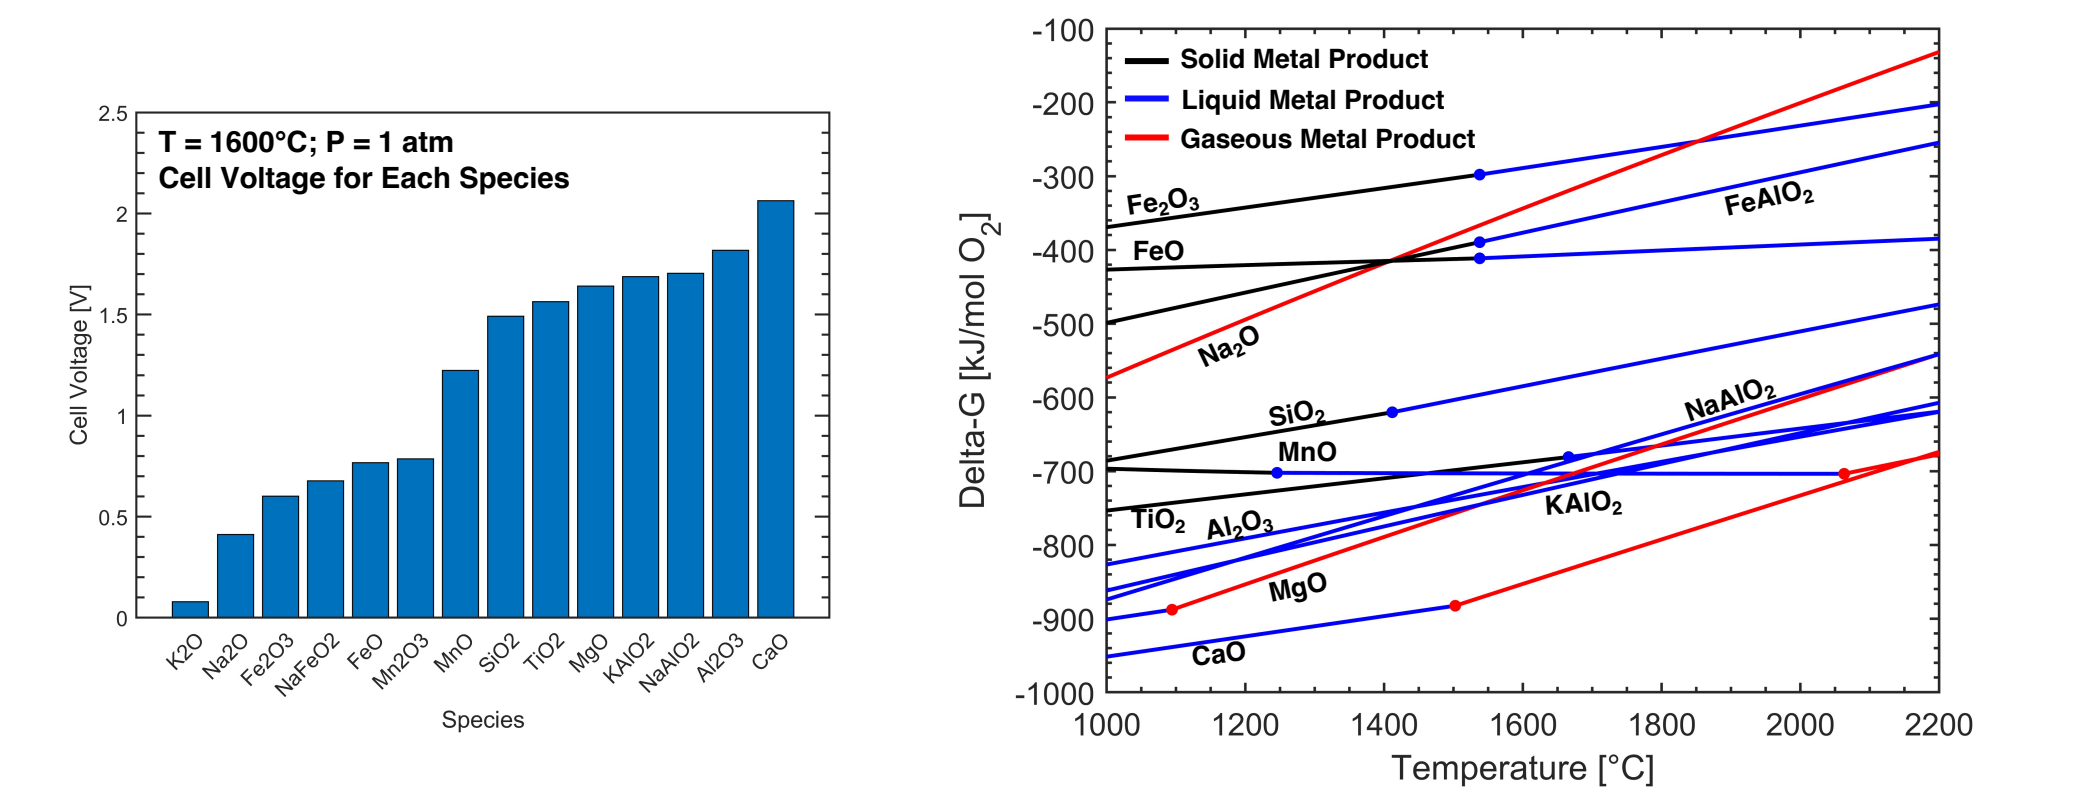 T = 1600°C; P = 1 atm
Cell Voltage for Each Species
2.5
2
1.5
1
0.5
0
Cell Voltage [V]
K2O
Na2O
Fe2O3
NaFeO2
FeO
Mn2O3
MnO
SiO2
TiO2
MgO
KAlO2
NaAlO2
Al2O3
CaO
Species
-100
-200
-300
-400
-500
-600
-700
-800
-900
-1000
Delta-G [kJ/mol O₂]
Solid Metal Product
Liquid Metal Product
Gaseous Metal Product
Fe₂O₃
FeAlO₂
FeO
Na₂O
SiO₂
NaAlO₂
MnO
KAlO₂
TiO₂
Al₂O₃
MgO
CaO
1000
1200
1400
1600
1800
2000
2200
Temperature [°C]